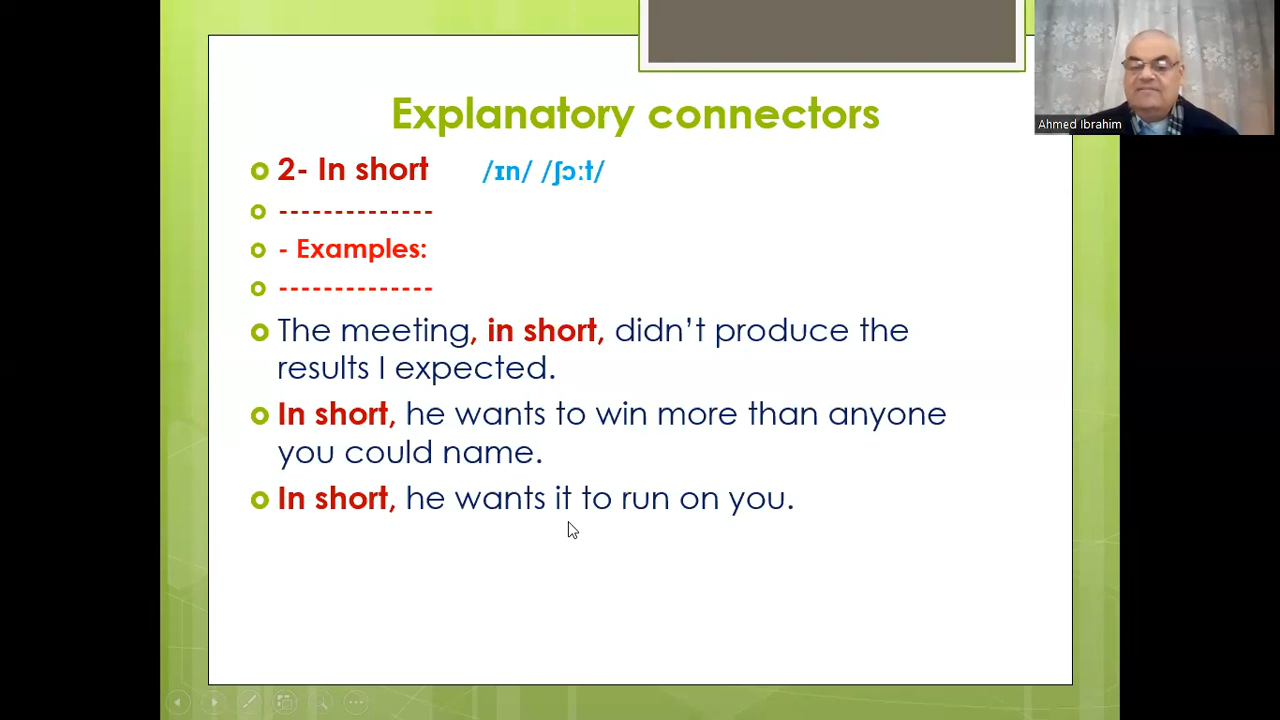 Explanatory connectors
2- In short /ɪn/ /ʃɔːt/
--------------
- Examples:
--------------
The meeting, in short, didn’t produce the
results I expected.
In short, he wants to win more than anyone
you could name.
In short, he wants it to run on you.
Ahmed Ibrahim